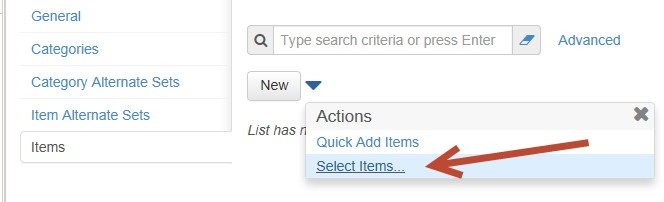 General
Categories
Category Alternate Sets
Item Alternate Sets
Items
Type search criteria or press Enter
Advanced
New
Actions
Quick Add Items
Select Items...
List has